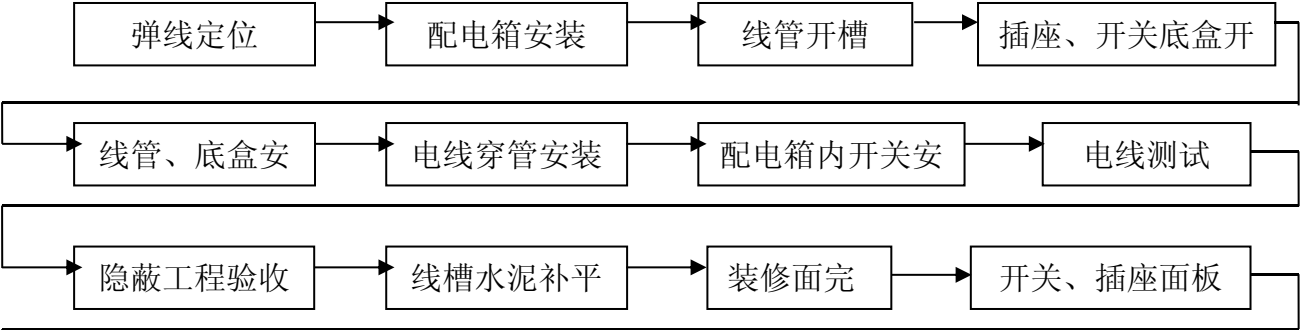 弹线定位
配电箱安装
线管开槽
插座、开关底盒开
线管、底盒安
电线穿管安装
配电箱内开关安
电线测试
隐蔽工程验收
线槽水泥补平
装修面完
开关、插座面板